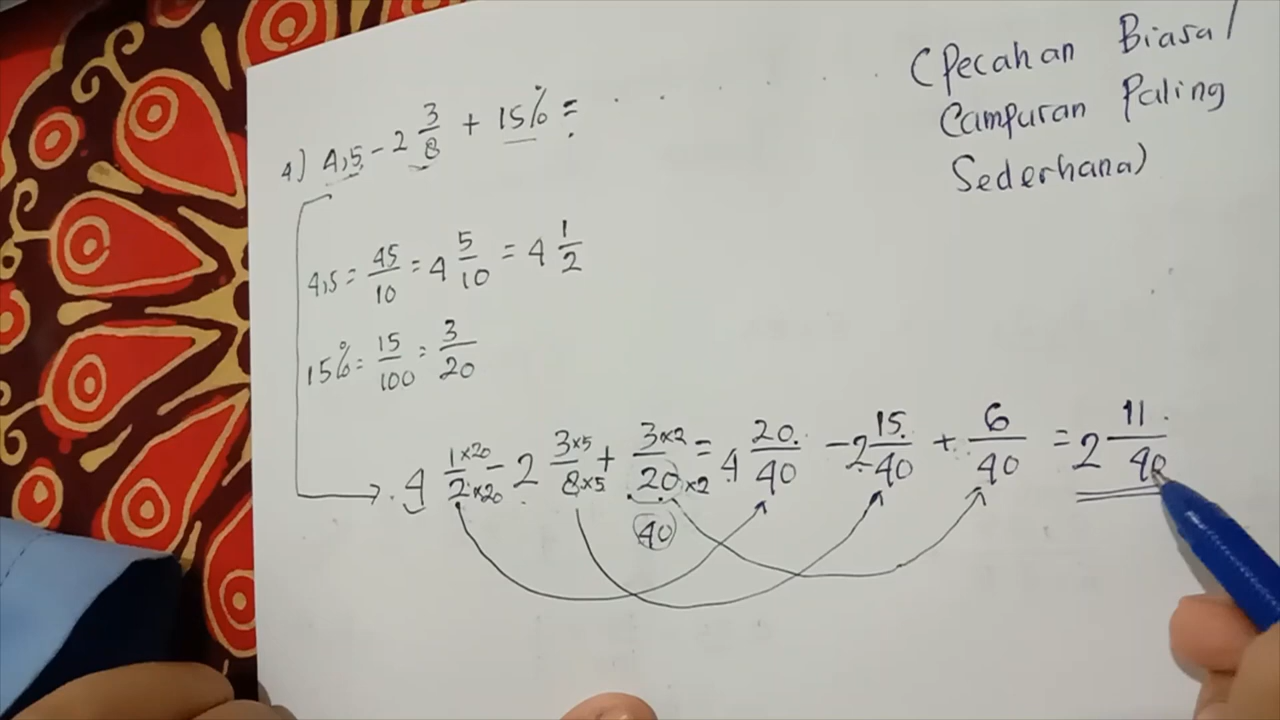 4) 4,5 - 2 3/8 + 15% = . . . . . . (Pecahan Biasa/
Campuran Paling
Sederhana)
4,5 = 45/10 = 4 5/10 = 4 1/2
15% = 15/100 = 3/20
4 1×20/2×20 - 2 3×5/8×5 + 3×2/20×2 = 4 20/40 - 2 15/40 + 6/40 = 2 11/40
40